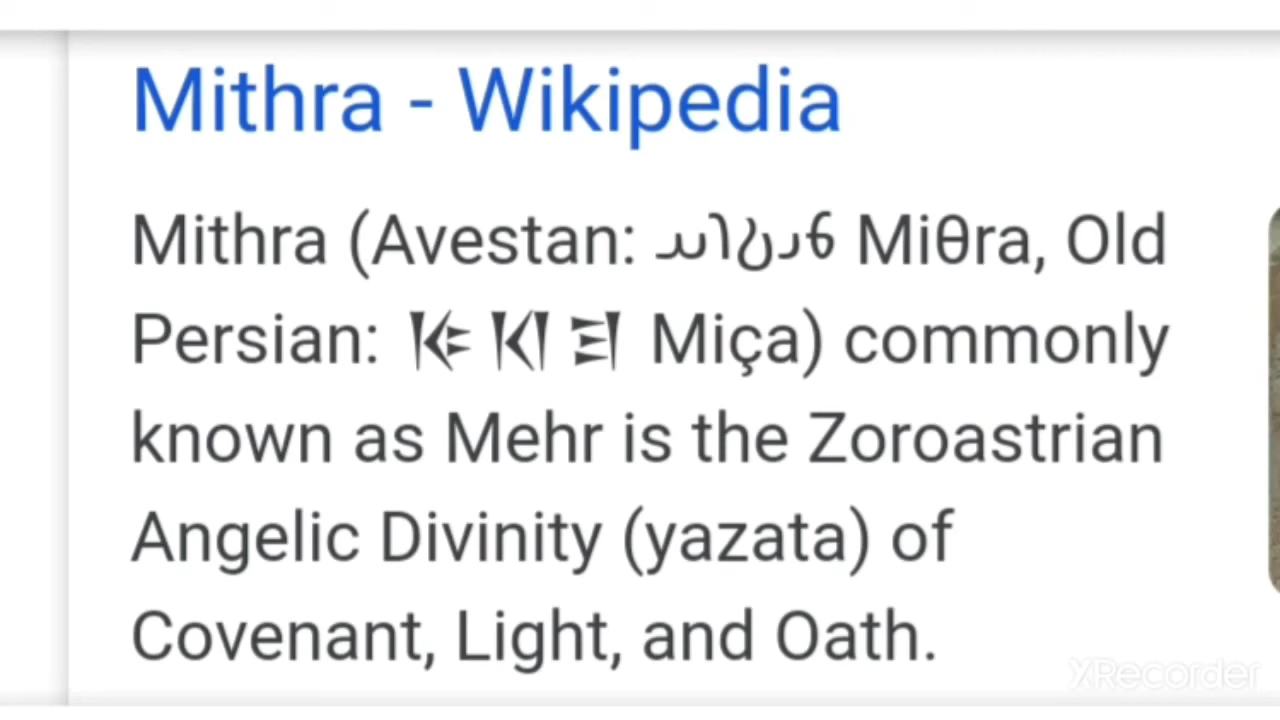 Mithra - Wikipedia
Mithra (Avestan: 𐬨𐬌𐬚𐬭𐬀 Miθra, Old
Persian: 𐎷𐎰𐎼 Miça) commonly
known as Mehr is the Zoroastrian
Angelic Divinity (yazata) of
Covenant, Light, and Oath.
XRecorder